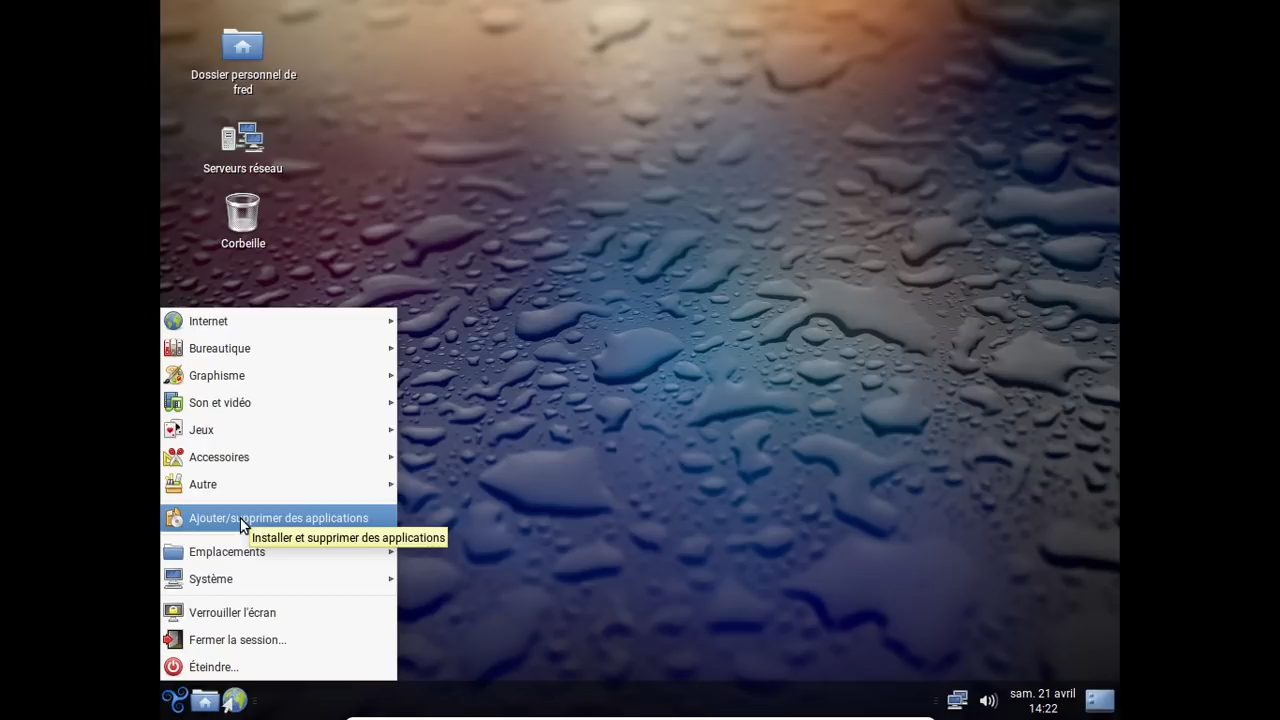 Dossier personnel de
fred
Serveurs réseau
Corbeille
Internet
Bureautique
Graphisme
Son et vidéo
Jeux
Accessoires
Autre
Ajouter/supprimer des applications
Installer et supprimer des applications
Emplacements
Système
Verrouiller l'écran
Fermer la session...
Éteindre...
sam. 21 avril
14:22